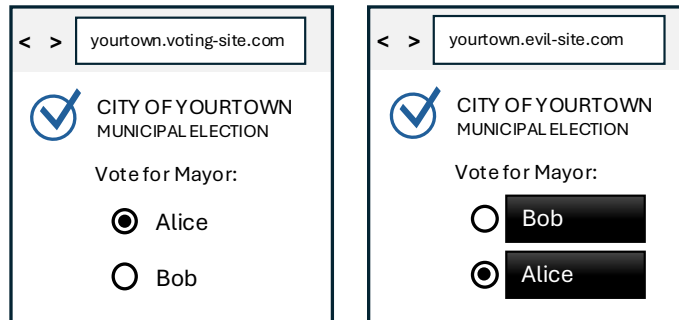 < > yourtown.voting-site.com
CITY OF YOURTOWN
MUNICIPAL ELECTION
Vote for Mayor:
Alice
Bob
< > yourtown.evil-site.com
CITY OF YOURTOWN
MUNICIPAL ELECTION
Vote for Mayor:
Bob
Alice